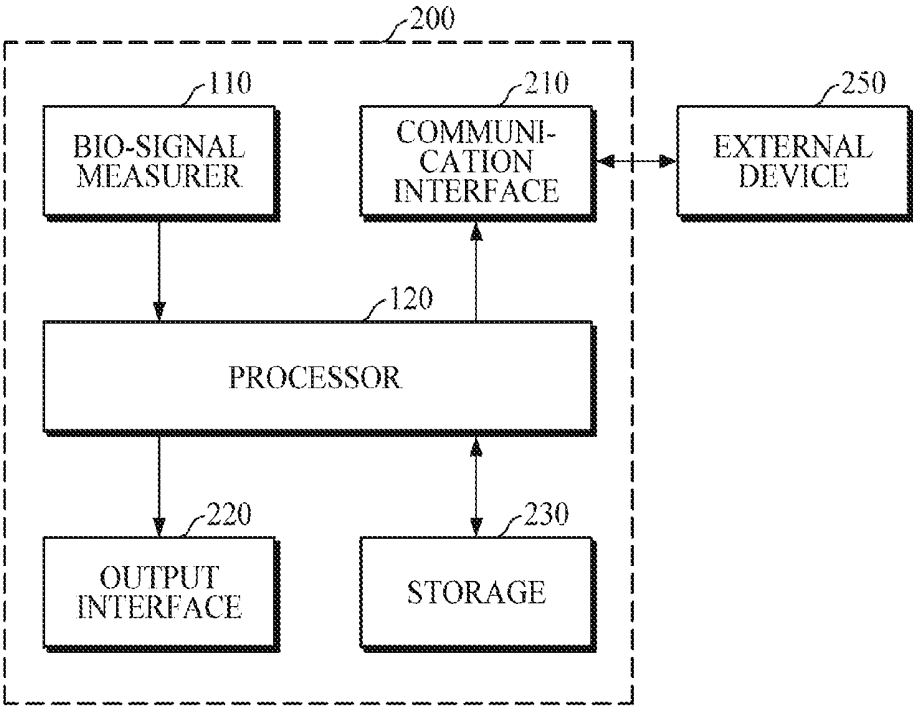 200
110
BIO-SIGNAL
MEASURER
210
COMMUNI-
CATION
INTERFACE
250
EXTERNAL
DEVICE
120
PROCESSOR
220
OUTPUT
INTERFACE
230
STORAGE